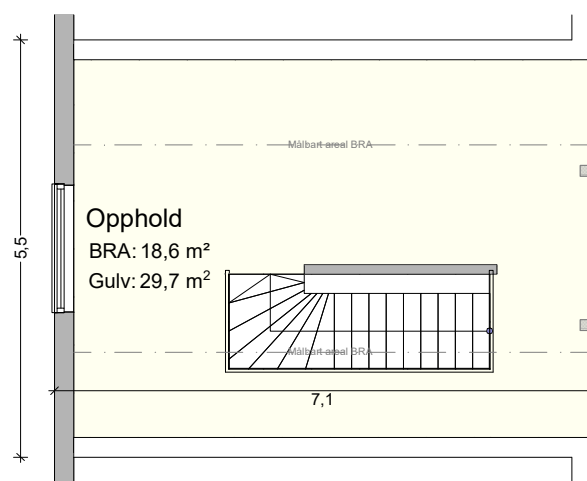 Målbart areal BRA
Opphold
BRA: 18,6 m²
Gulv: 29,7 m²
5,5
Målbart areal BRA
7,1